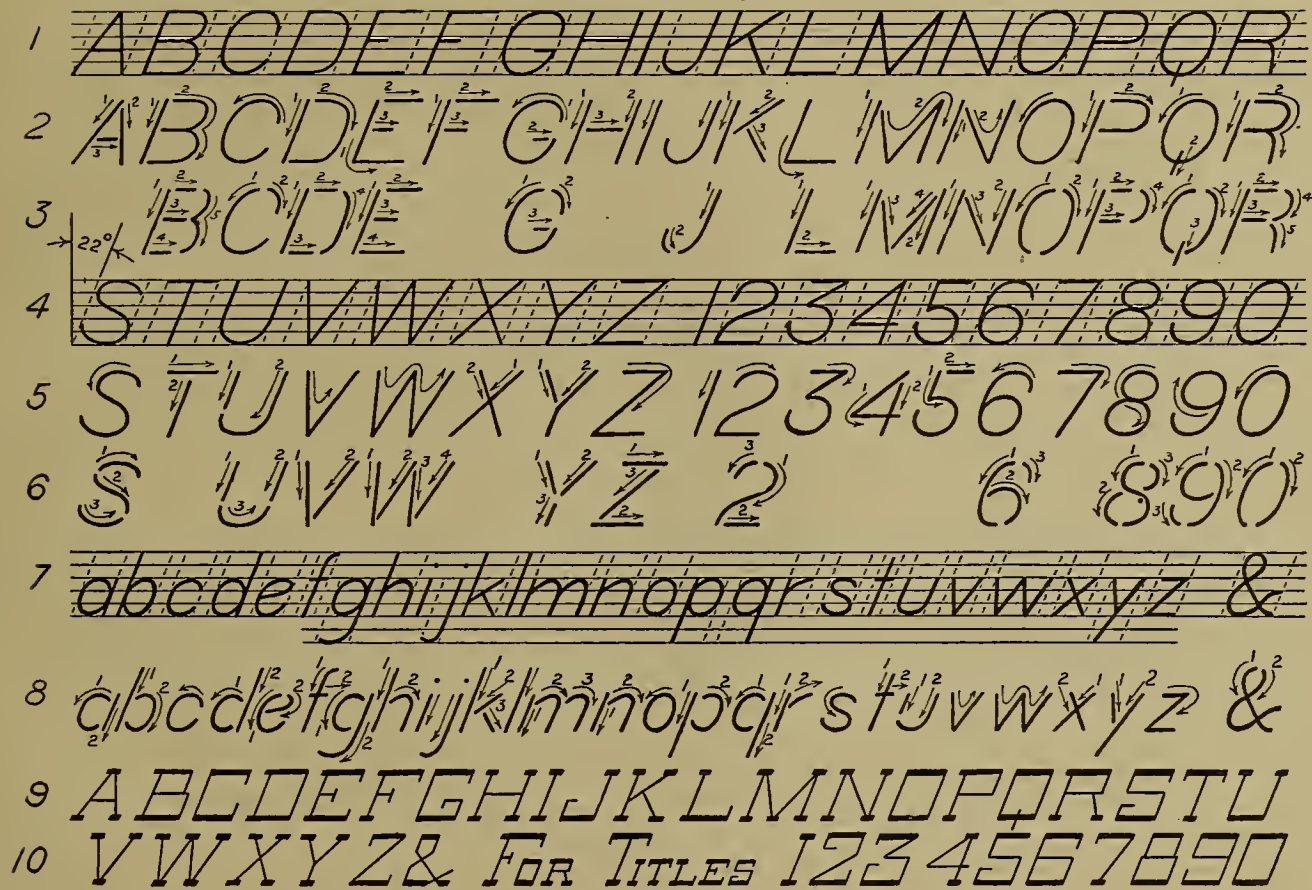 1 ABCDEFGHIJKLMNOPQR
2 ABCDEFGHIJKLMNOPQR
3 BCDE G J L MNOPQR
22°
4 STUVWXYZ 1234567890
5 STUVWXYZ 1234567890
6 S UVW YZ 2 6 890
7 abcdefghijklmnopqrstuvwxyz &
8 abcdefghijklmnopqrstuvwxyz &
9 ABCDEFGHIJKLMNOPQRSTU
10 VWXYZ& FOR TITLES 1234567890